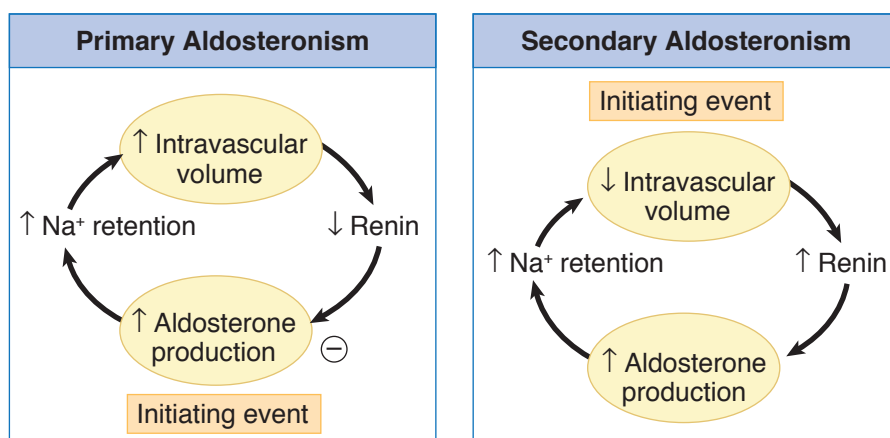 Primary Aldosteronism
↑ Intravascular
volume
↑ Na⁺ retention
↓ Renin
↑ Aldosterone
production
⊖
Initiating event
Secondary Aldosteronism
Initiating event
↓ Intravascular
volume
↑ Na⁺ retention
↑ Renin
↑ Aldosterone
production